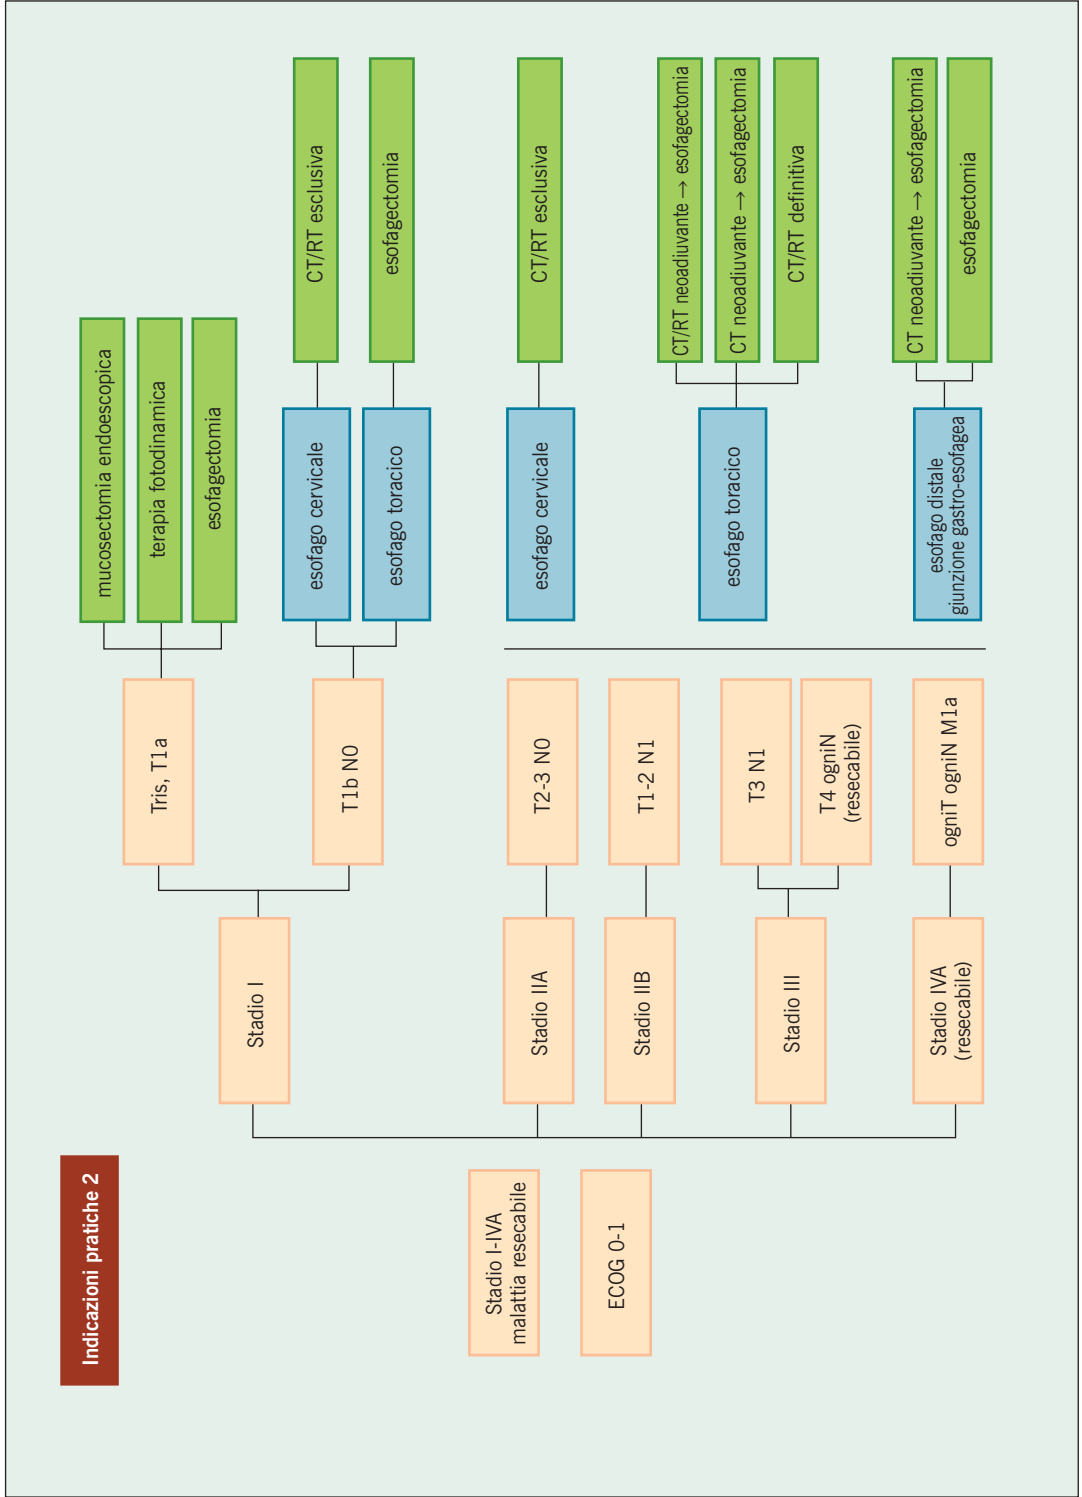 Indicazioni pratiche 2
Stadio I-IVA
malattia resecabile
ECOG 0-1
Stadio I
Tris, T1a
mucosectomia endoescopica
terapia fotodinamica
esofagectomia
T1b N0
esofago cervicale
CT/RT esclusiva
esofago toracico
esofagectomia
Stadio IIA
T2-3 N0
Stadio IIB
T1-2 N1
Stadio III
T3 N1
T4 ogniN
(resecabile)
Stadio IVA
(resecabile)
ogniT ogniN M1a
esofago cervicale
CT/RT esclusiva
esofago toracico
CT/RT neoadiuvante → esofagectomia
CT neoadiuvante → esofagectomia
CT/RT definitiva
esofago distale
giunzione gastro-esofagea
CT neoadiuvante → esofagectomia
esofagectomia